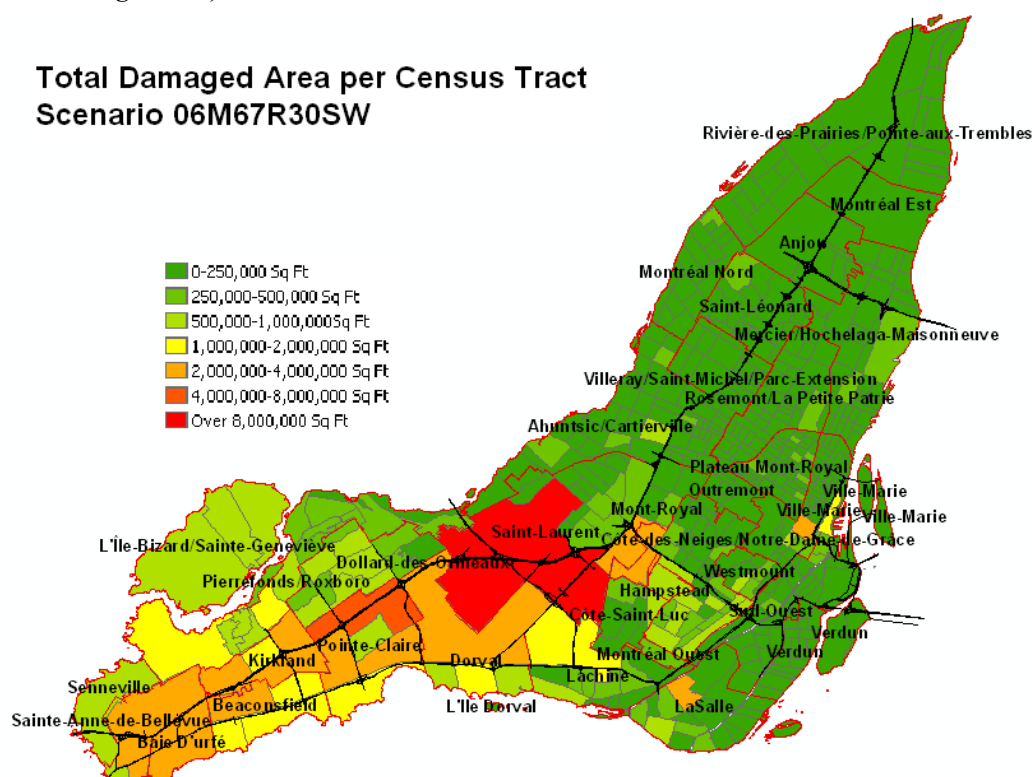 Total Damaged Area per Census Tract
Scenario 06M67R30SW
Rivière-des-Prairies/Pointe-aux-Trembles
Montréal Est
Anjou
0-250,000 Sq Ft
Montréal Nord
250,000-500,000 Sq Ft
Saint-Léonard
500,000-1,000,000Sq Ft
Mercier/Hochelaga-Maisonneuve
1,000,000-2,000,000 Sq Ft
2,000,000-4,000,000 Sq Ft
Villeray/Saint-Michel/Parc-Extension
4,000,000-8,000,000 Sq Ft
Rosemont/La Petite Patrie
Over 8,000,000 Sq Ft
Ahuntsic/Cartierville
Plateau Mont-Royal
Outremont
Ville-Marie
Mont-Royal
Ville-Marie
Ville-Marie
Saint-Laurent
Côte-des-Neiges/Notre-Dame-de-Grâce
L'Île-Bizard/Sainte-Geneviève
Dollard-des-Ormeaux
Westmount
Pierrefonds/Roxboro
Hampstead
Côte-Saint-Luc
Sud-Ouest
Verdun
Pointe-Claire
Verdun
Kirkland
Dorval
Montréal Ouest
Lachine
Senneville
Beaconsfield
L'Ile Dorval
LaSalle
Sainte-Anne-de-Bellevue
Baie D'urfé